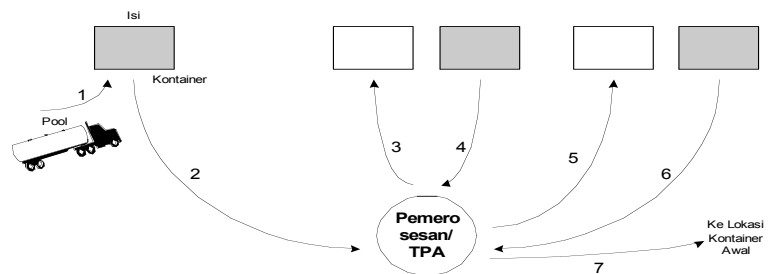 Isi
Kontainer
1
Pool
2
3
4
5
6
Pemero
sesan/
TPA
Ke Lokasi
Kontainer
Awal
7